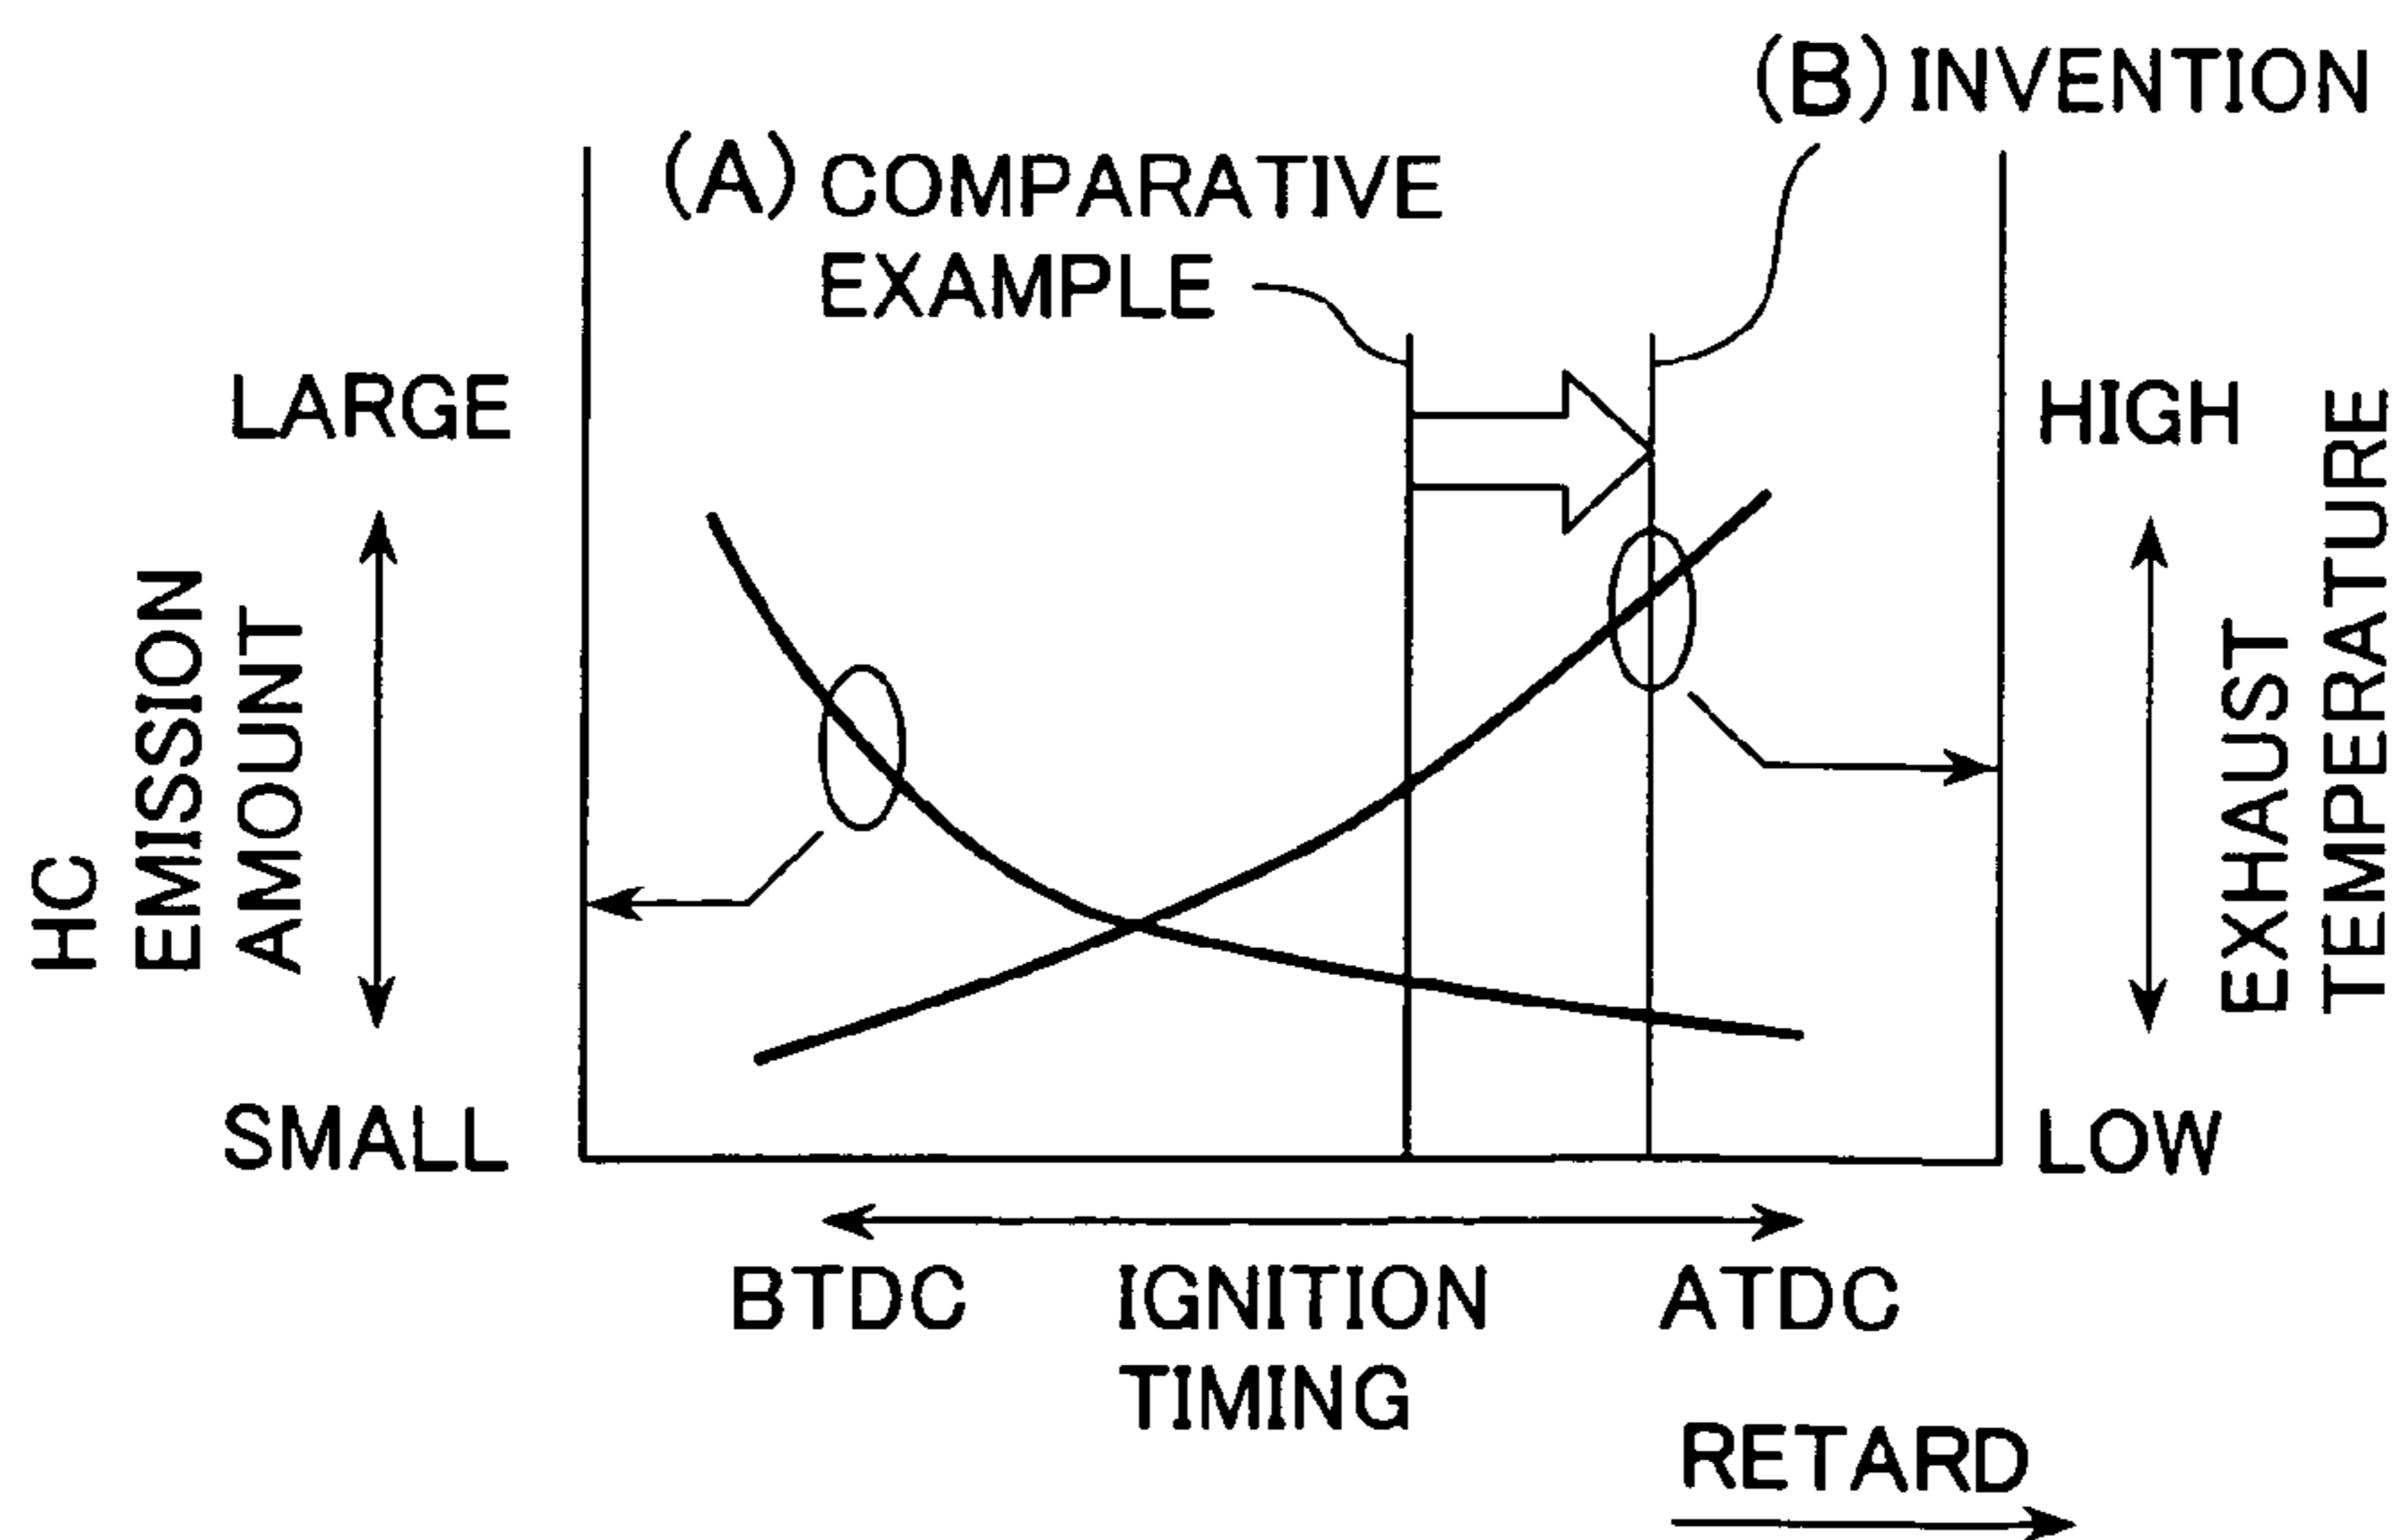 (B) INVENTION
(A) COMPARATIVE
EXAMPLE
LARGE
HIGH
HC
EMISSION
AMOUNT
EXHAUST
TEMPERATURE
SMALL
LOW
BTDC
IGNITION
TIMING
ATDC
RETARD